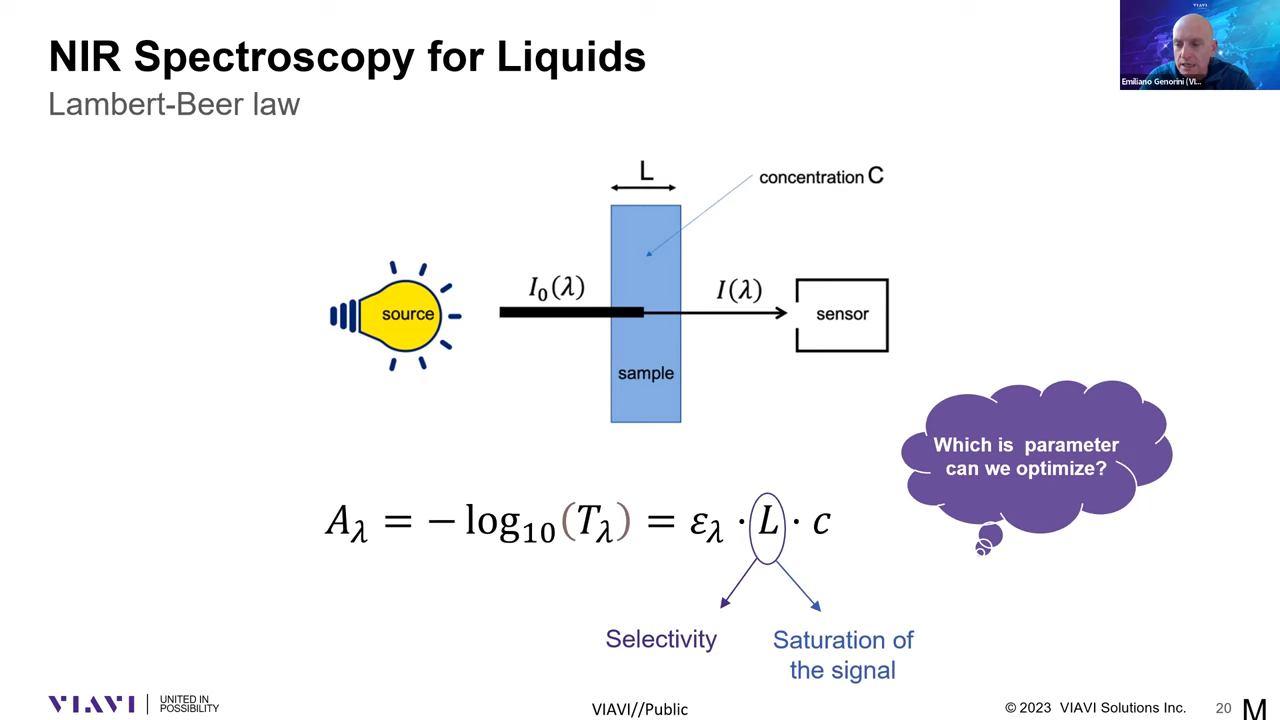 NIR Spectroscopy for Liquids
Lambert-Beer law
VIAVI
Emiliano Genorini (VI...
L
concentration C
I₀(λ)
I(λ)
source
sensor
sample
Which is parameter
can we optimize?
A_λ = − log₁₀(T_λ) = ε_λ · L · c
Selectivity
Saturation of
the signal
VIAVI
UNITED IN
POSSIBILITY
VIAVI//Public
© 2023 VIAVI Solutions Inc.
20
M